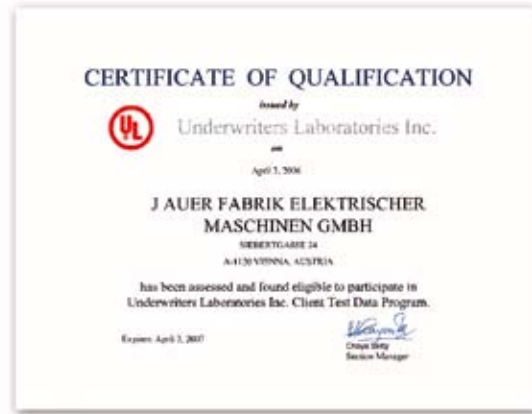 CERTIFICATE OF QUALIFICATION
issued by
UL
Underwriters Laboratories Inc.
on
April 3, 2006
J AUER FABRIK ELEKTRISCHER
MASCHINEN GMBH
A-1130 VIENNA, AUSTRIA
has been assessed and found eligible to participate in
Underwriters Laboratories Inc. Client Test Data Program.
Expires: April 3, 2007
Section Manager